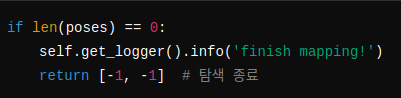 if len(poses) == 0:
    self.get_logger().info('finish mapping!')
    return [-1, -1]  # 탐색 종료